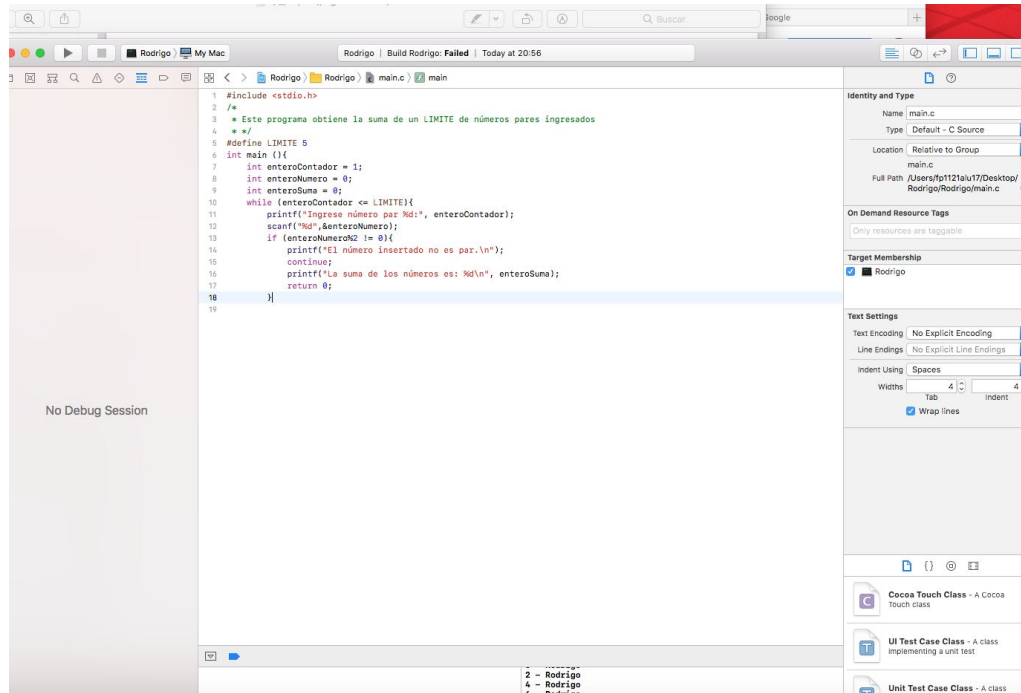 Buscar
Google
Rodrigo
My Mac
Rodrigo | Build Rodrigo: Failed | Today at 20:56
Rodrigo
Rodrigo
main.c
main
1 #include <stdio.h>
2 /*
3 * Este programa obtiene la suma de un LIMITE de números pares ingresados
4 * */
5 #define LIMITE 5
6 int main (){
7 int enteroContador = 1;
8 int enteroNumero = 0;
9 int enteroSuma = 0;
10 while (enteroContador <= LIMITE){
11 printf("Ingrese número par %d:", enteroContador);
12 scanf("%d",&enteroNumero);
13 if (enteroNumero%2 != 0){
14 printf("El número insertado no es par.\n");
15 continue;
16 printf("La suma de los números es: %d\n", enteroSuma);
17 return 0;
18 }
19
No Debug Session
Identity and Type
Name main.c
Type Default - C Source
Location Relative to Group
main.c
Full Path /Users/fp1121alu17/Desktop/
Rodrigo/Rodrigo/main.c
On Demand Resource Tags
Only resources are taggable
Target Membership
Rodrigo
Text Settings
Text Encoding No Explicit Encoding
Line Endings No Explicit Line Endings
Indent Using Spaces
Widths 4 4
Tab Indent
Wrap lines
C
Cocoa Touch Class - A Cocoa
Touch class
T
UI Test Case Class - A class
implementing a unit test
Unit Test Case Class - A class
2 - Rodrigo
4 - Rodrigo